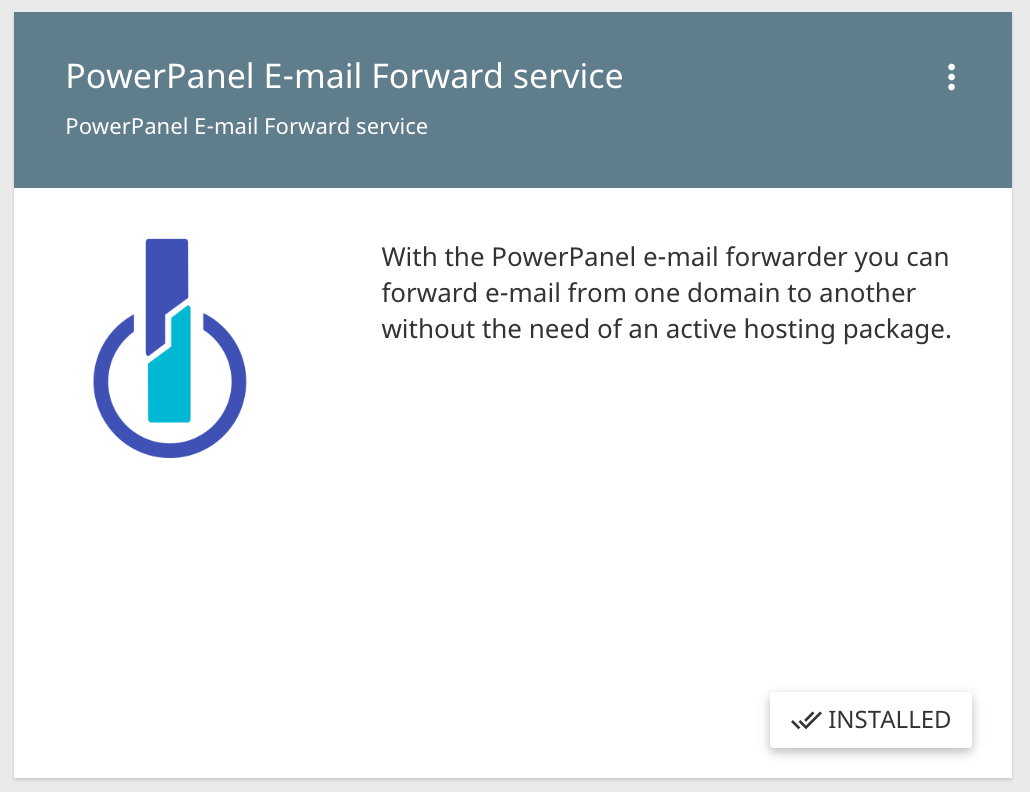 PowerPanel E-mail Forward service
PowerPanel E-mail Forward service
With the PowerPanel e-mail forwarder you can
forward e-mail from one domain to another
without the need of an active hosting package.
INSTALLED